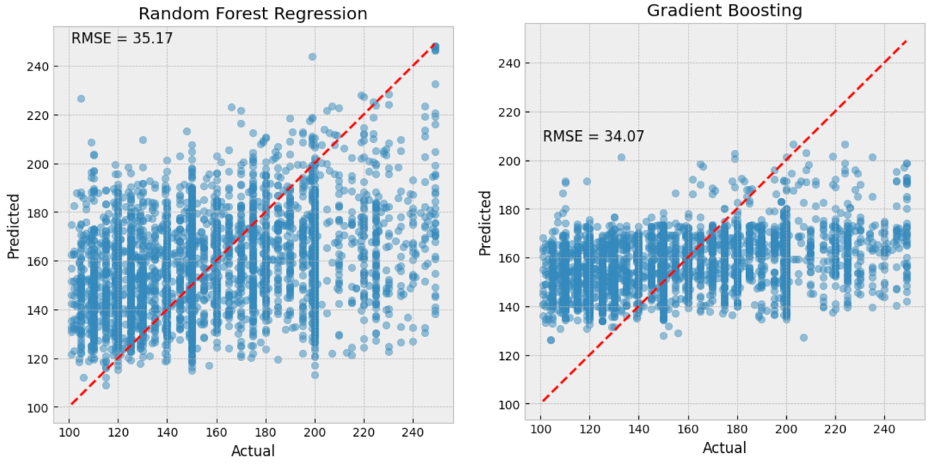 Random Forest Regression
RMSE = 35.17
240
220
200
180
160
140
120
100
Predicted
100 120 140 160 180 200 220 240
Actual
Gradient Boosting
RMSE = 34.07
240
220
200
180
160
140
120
100
Predicted
100 120 140 160 180 200 220 240
Actual